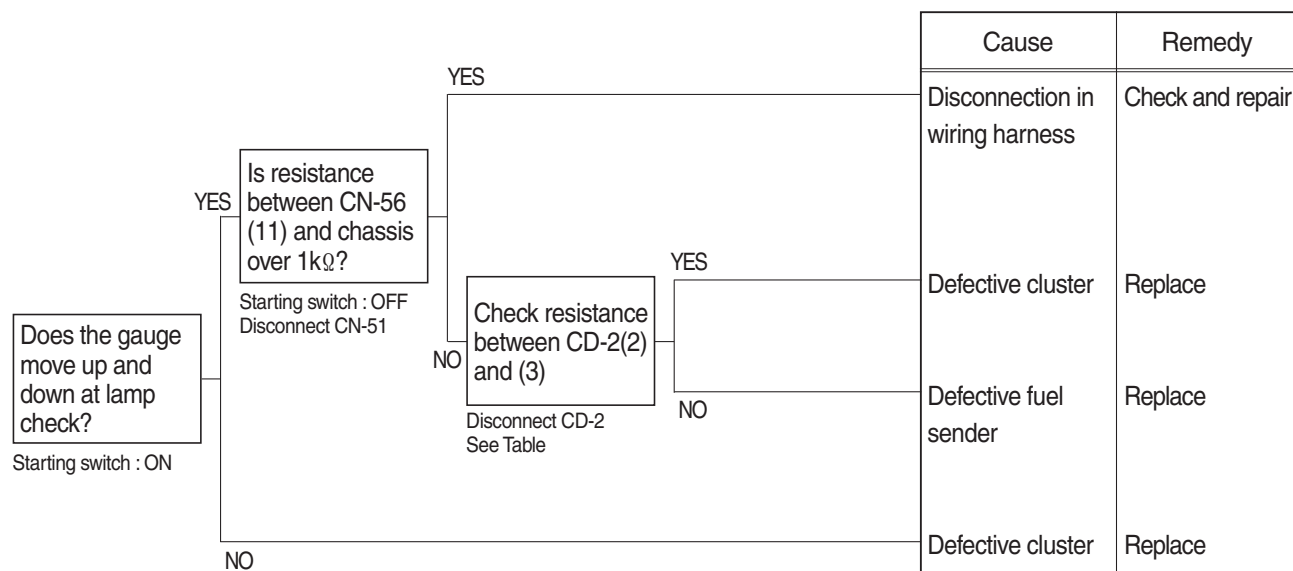 Cause
Remedy
YES
Disconnection in
wiring harness
Check and repair
YES
Is resistance
between CN-56
(11) and chassis
over 1kΩ?
Starting switch : OFF
Disconnect CN-51
YES
Defective cluster
Replace
NO
Check resistance
between CD-2(2)
and (3)
Disconnect CD-2
See Table
NO
Defective fuel
sender
Replace
Does the gauge
move up and
down at lamp
check?
Starting switch : ON
NO
Defective cluster
Replace